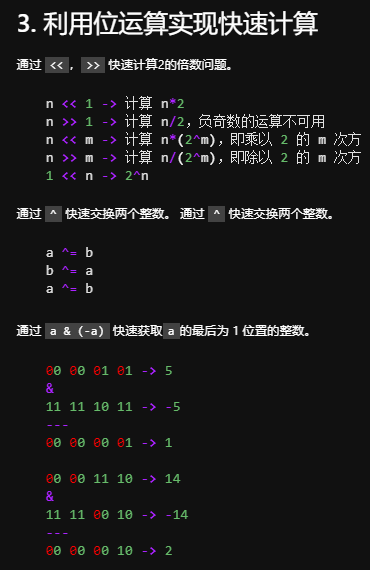 3. 利用位运算实现快速计算
通过 <<，>> 快速计算2的倍数问题。
n << 1 -> 计算 n*2
n >> 1 -> 计算 n/2，负奇数的运算不可用
n << m -> 计算 n*(2^m)，即乘以 2 的 m 次方
n >> m -> 计算 n/(2^m)，即除以 2 的 m 次方
1 << n -> 2^n
通过 ^ 快速交换两个整数。 通过 ^ 快速交换两个整数。
a ^= b
b ^= a
a ^= b
通过 a & (-a) 快速获取 a 的最后为 1 位置的整数。
00 00 01 01 -> 5
&
11 11 10 11 -> -5
---
00 00 00 01 -> 1
00 00 11 10 -> 14
&
11 11 00 10 -> -14
---
00 00 00 10 -> 2